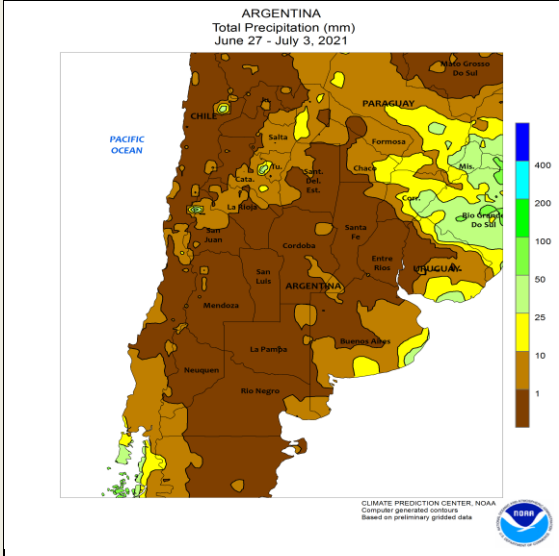 ARGENTINA
Total Precipitation (mm)
June 27 - July 3, 2021
Mato Grosso
Do Sul
PARAGUAY
CHILE
PACIFIC
OCEAN
Salta
Formosa
Tu.
Chaco
Mis.
Sant.
Del.
Est.
Cata.
Corr.
La Rioja
Rio Grande
Do Sul
San
Juan
Santa
Fe
Cordoba
Entre
Rios
URUGUAY
San
Luis
ARGENTINA
Mendoza
Buenos Aires
La Pampa
Neuquen
Rio Negro
400
200
100
50
25
10
1
CLIMATE PREDICTION CENTER, NOAA
Computer generated contours
Based on preliminary gridded data
NOAA